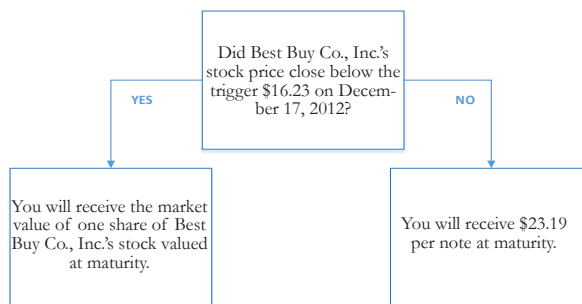 Did Best Buy Co., Inc.'s
stock price close below the
trigger $16.23 on Decem-
ber 17, 2012?
YES
NO
You will receive the market
value of one share of Best
Buy Co., Inc.'s stock valued
at maturity.
You will receive $23.19
per note at maturity.